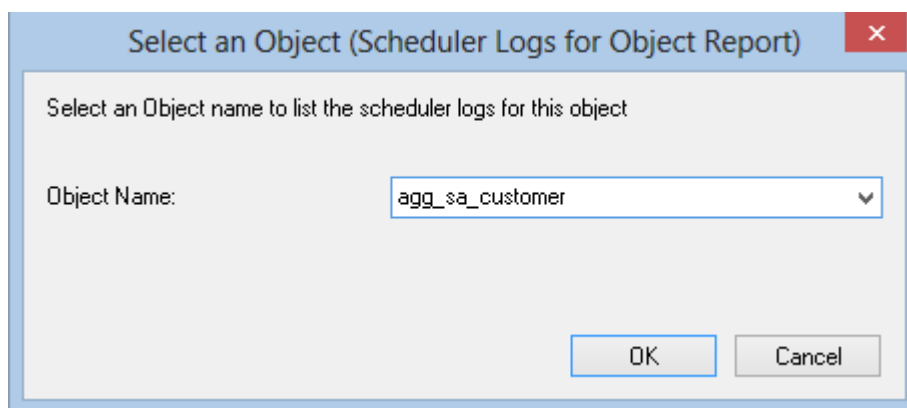 Select an Object (Scheduler Logs for Object Report)
Select an Object name to list the scheduler logs for this object
Object Name: agg_sa_customer
OK Cancel